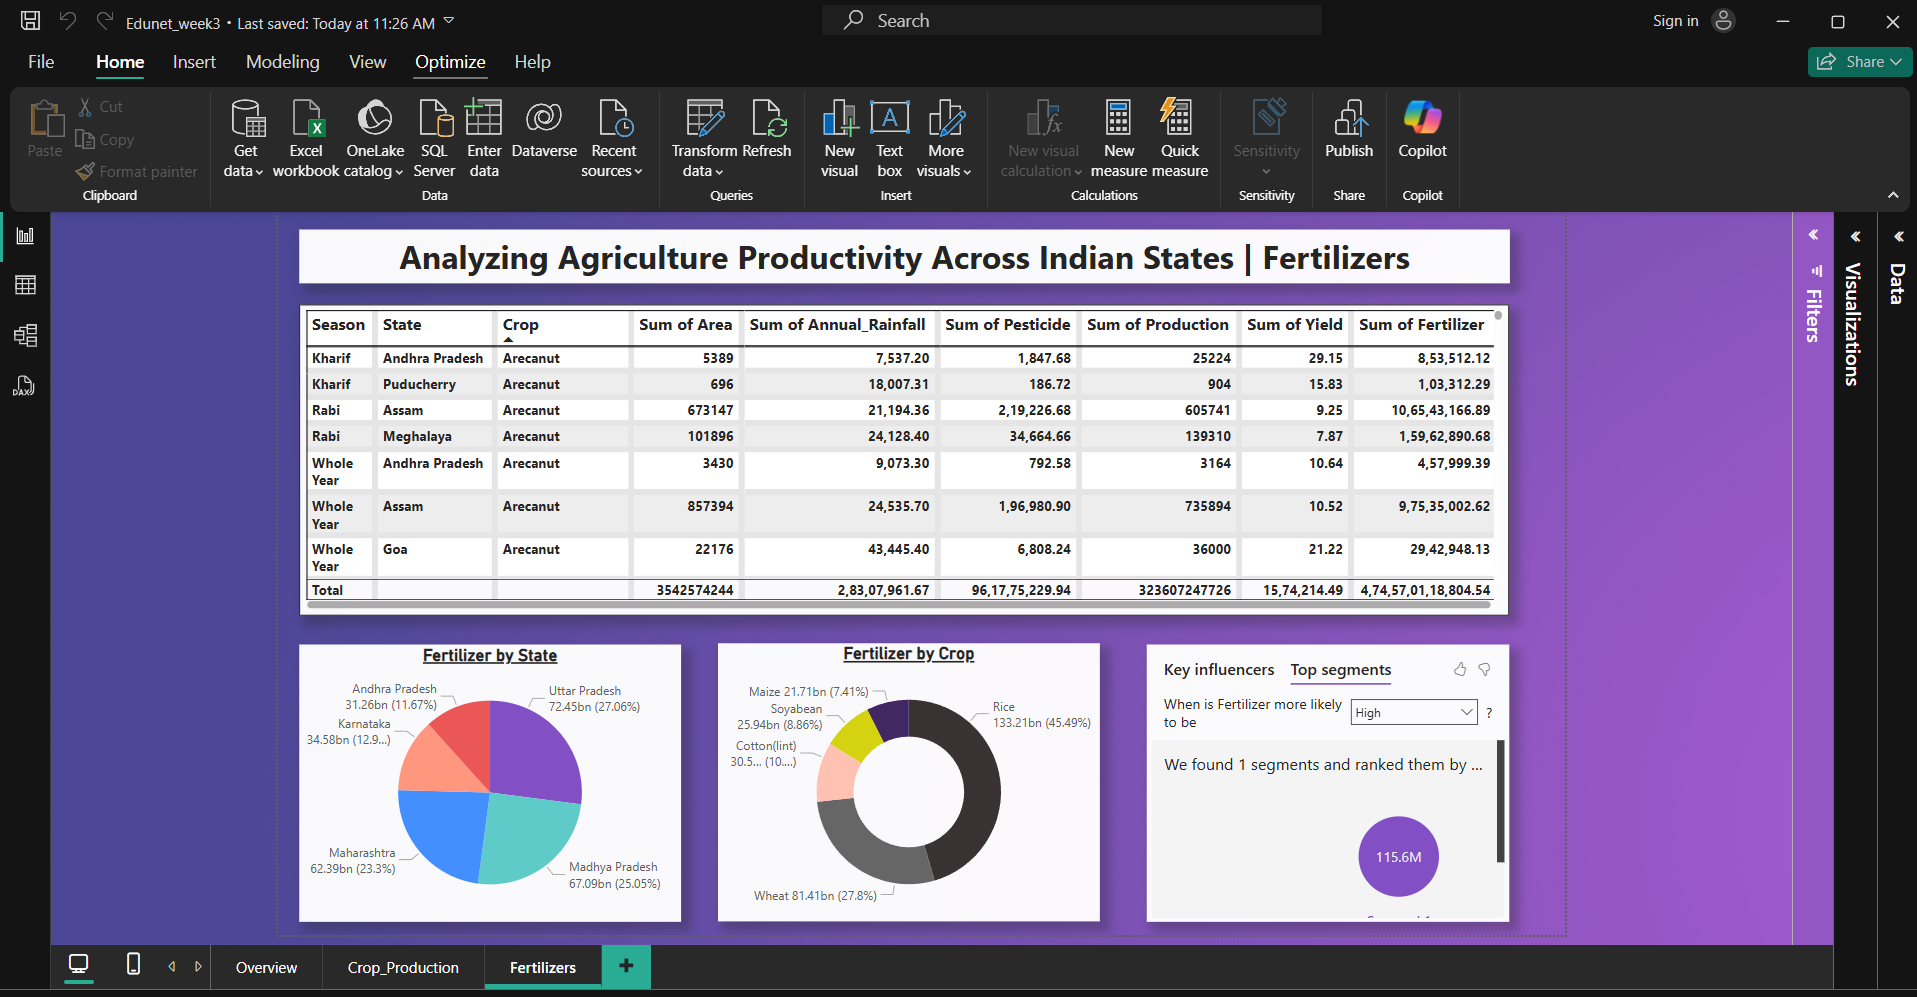 Edunet_week3 • Last saved: Today at 11:26 AM
Search
Sign in
File Home Insert Modeling View Optimize Help
Share
Paste
Cut
Copy
Format painter
Clipboard
Get data
Excel workbook
OneLake catalog
SQL Server
Enter data
Dataverse
Recent sources
Data
Transform data
Refresh
Queries
New visual
Text box
More visuals
Insert
New visual calculation
New measure
Quick measure
Calculations
Sensitivity
Sensitivity
Publish
Share
Copilot
Copilot
DAX
Analyzing Agriculture Productivity Across Indian States | Fertilizers
Season State Crop Sum of Area Sum of Annual_Rainfall Sum of Pesticide Sum of Production Sum of Yield Sum of Fertilizer
Kharif Andhra Pradesh Arecanut 5389 7,537.20 1,847.68 25224 29.15 8,53,512.12
Kharif Puducherry Arecanut 696 18,007.31 186.72 904 15.83 1,03,312.29
Rabi Assam Arecanut 673147 21,194.36 2,19,226.68 605741 9.25 10,65,43,166.89
Rabi Meghalaya Arecanut 101896 24,128.40 34,664.66 139310 7.87 1,59,62,890.68
Whole Year Andhra Pradesh Arecanut 3430 9,073.30 792.58 3164 10.64 4,57,999.39
Whole Year Assam Arecanut 857394 24,535.70 1,96,980.90 735894 10.52 9,75,35,002.62
Whole Year Goa Arecanut 22176 43,445.40 6,808.24 36000 21.22 29,42,948.13
Total 3542574244 2,83,07,961.67 96,17,75,229.94 323607247726 15,74,214.49 4,74,57,01,18,804.54
Fertilizer by State
Andhra Pradesh
31.26bn (11.67%)
Uttar Pradesh
72.45bn (27.06%)
Karnataka
34.58bn (12.9...)
Maharashtra
62.39bn (23.3%)
Madhya Pradesh
67.09bn (25.05%)
Fertilizer by Crop
Maize 21.71bn (7.41%)
Soyabean
25.94bn (8.86%)
Rice
133.21bn (45.49%)
Cotton(lint)
30.5... (10....)
Wheat 81.41bn (27.8%)
Key influencers Top segments
When is Fertilizer more likely
to be
High
?
We found 1 segments and ranked them by ...
115.6M
Filters
Visualizations
Data
Overview Crop_Production Fertilizers